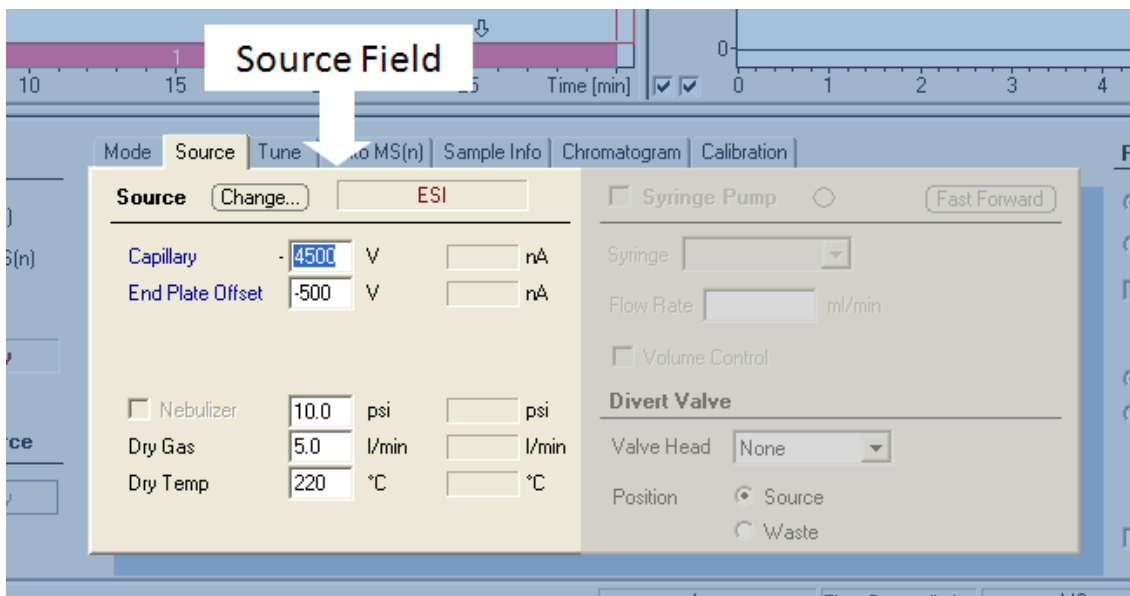 1
0
10 15 Time [min] 0 1 2 3 4
Source Field
Mode Source Tune MS(n) Sample Info Chromatogram Calibration
Source Change... ESI
Capillary - 4500 V nA
End Plate Offset -500 V nA
Nebulizer 10.0 psi psi
Dry Gas 5.0 l/min l/min
Dry Temp 220 °C °C
Syringe Pump Fast Forward
Syringe
Flow Rate ml/min
Volume Control
Divert Valve
Valve Head None
Position Source
Waste